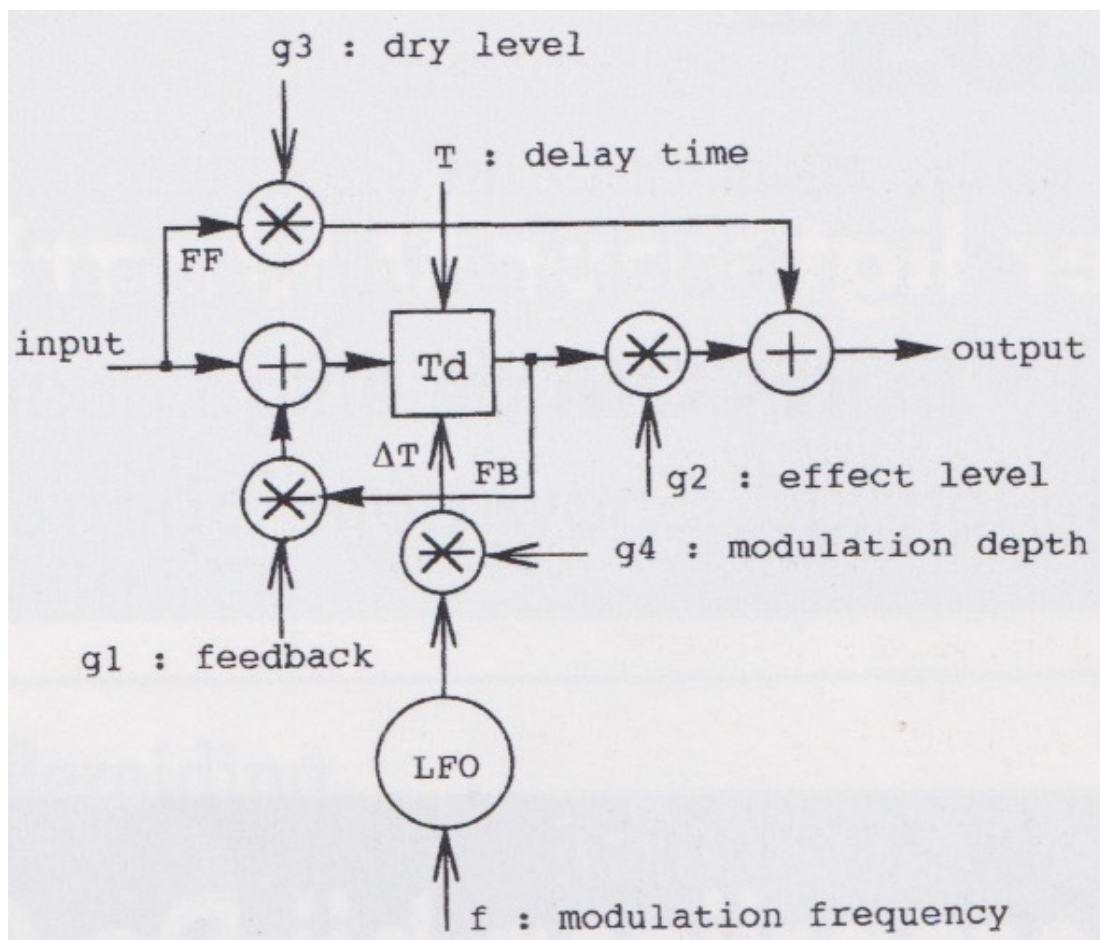 g3 : dry level
T : delay time
FF
input
+
Td
+
output
ΔT
FB
g2 : effect level
g4 : modulation depth
g1 : feedback
LFO
f : modulation frequency